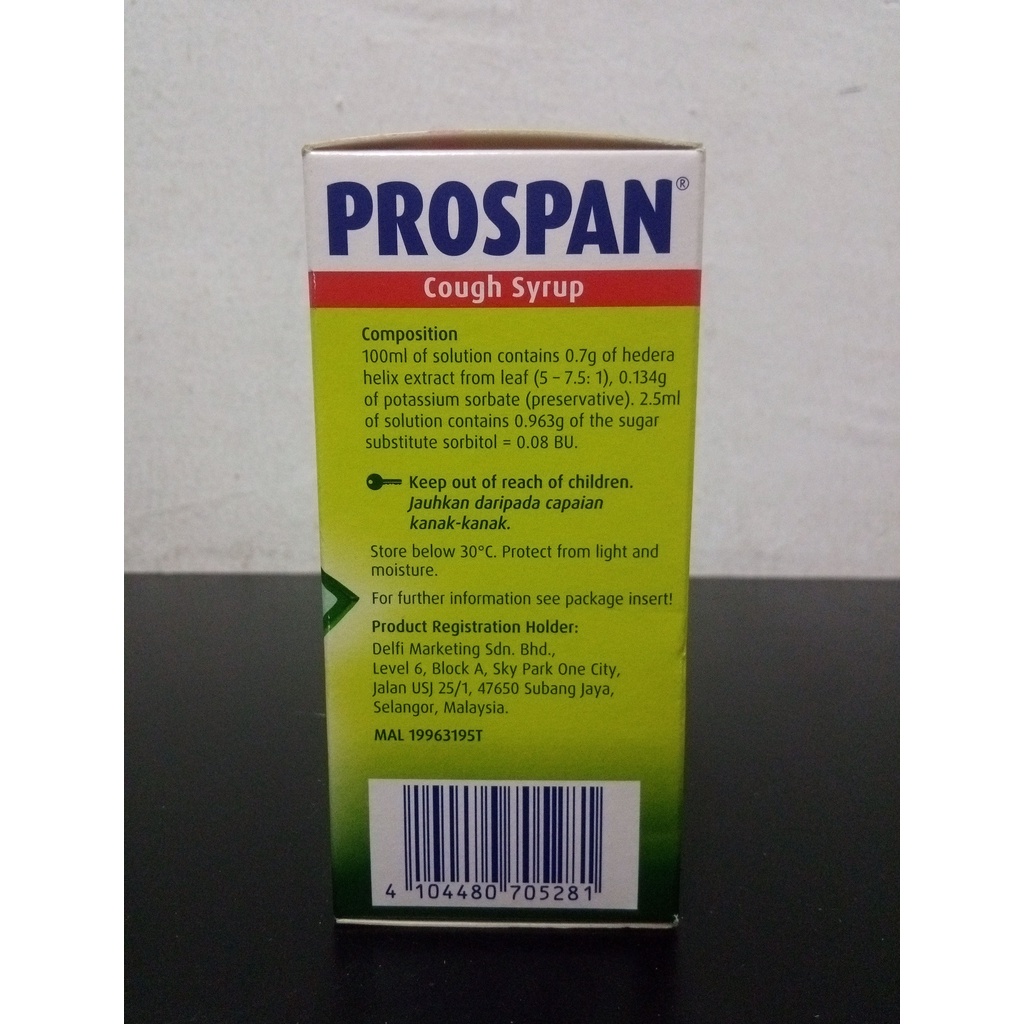 PROSPAN®
Cough Syrup
Composition
100ml of solution contains 0.7g of hedera
helix extract from leaf (5 – 7.5: 1), 0.134g
of potassium sorbate (preservative). 2.5ml
of solution contains 0.963g of the sugar
substitute sorbitol = 0.08 BU.
Keep out of reach of children.
Jauhkan daripada capaian
kanak-kanak.
Store below 30°C. Protect from light and
moisture.
For further information see package insert!
Product Registration Holder:
Delfi Marketing Sdn. Bhd.,
Level 6, Block A, Sky Park One City,
Jalan USJ 25/1, 47650 Subang Jaya,
Selangor, Malaysia.
MAL 19963195T
4 104480 705281